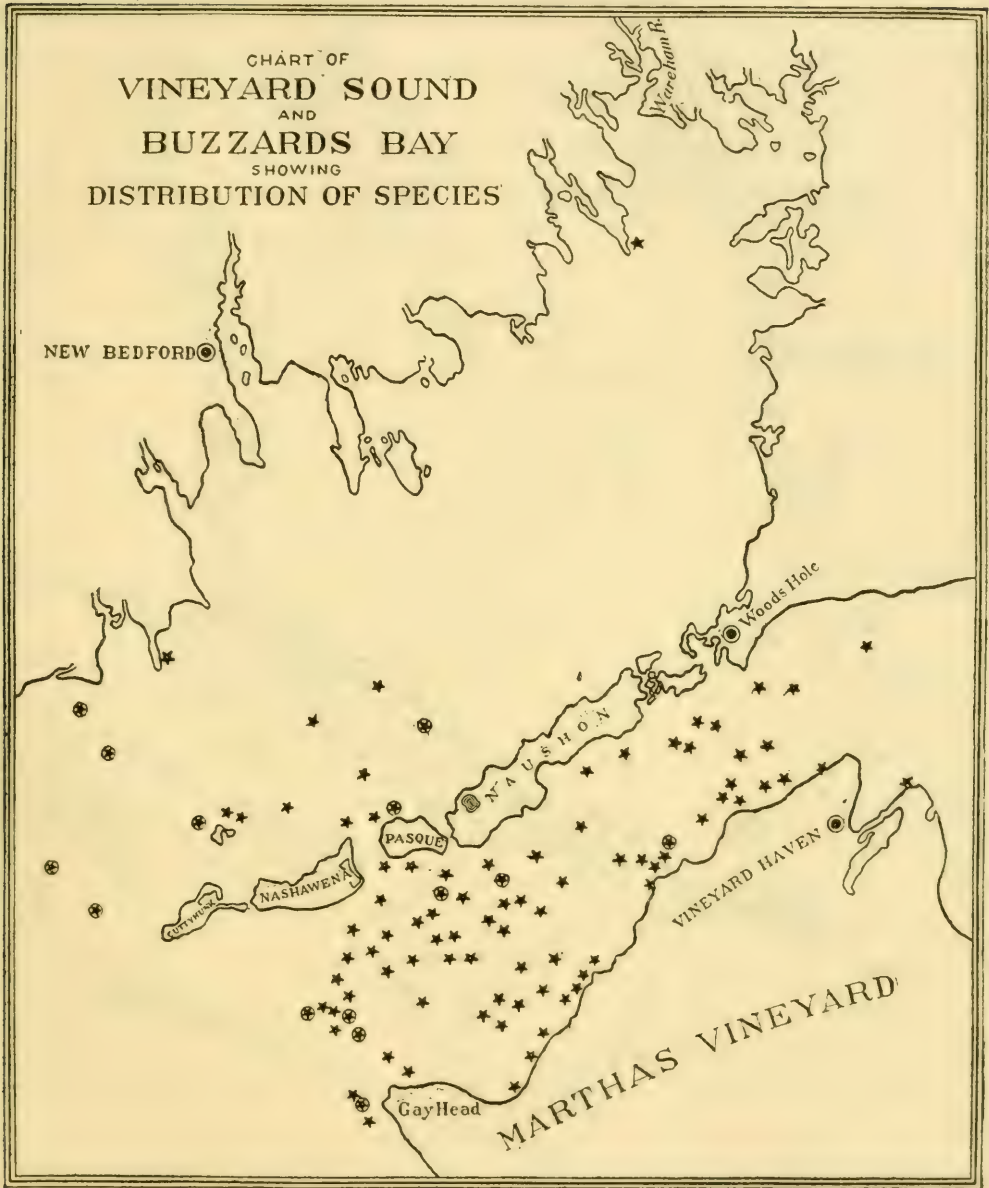 CHART OF
VINEYARD SOUND
AND
BUZZARDS BAY
SHOWING
DISTRIBUTION OF SPECIES
Wareham R.
NEW BEDFORD
Woods Hole
NAUSHON
PASQUE
NASHAWENA
CUTTYHUNK
VINEYARD HAVEN
MARTHAS VINEYARD
Gay Head